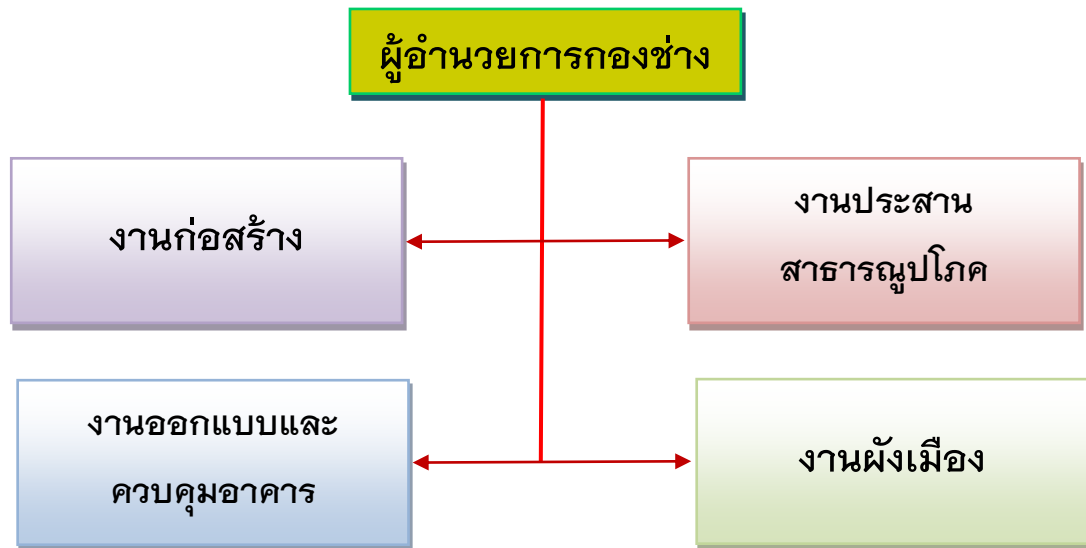 ผู้อำนวยการกองช่าง
งานก่อสร้าง
งานประสาน
สาธารณูปโภค
งานออกแบบและ
ควบคุมอาคาร
งานผังเมือง